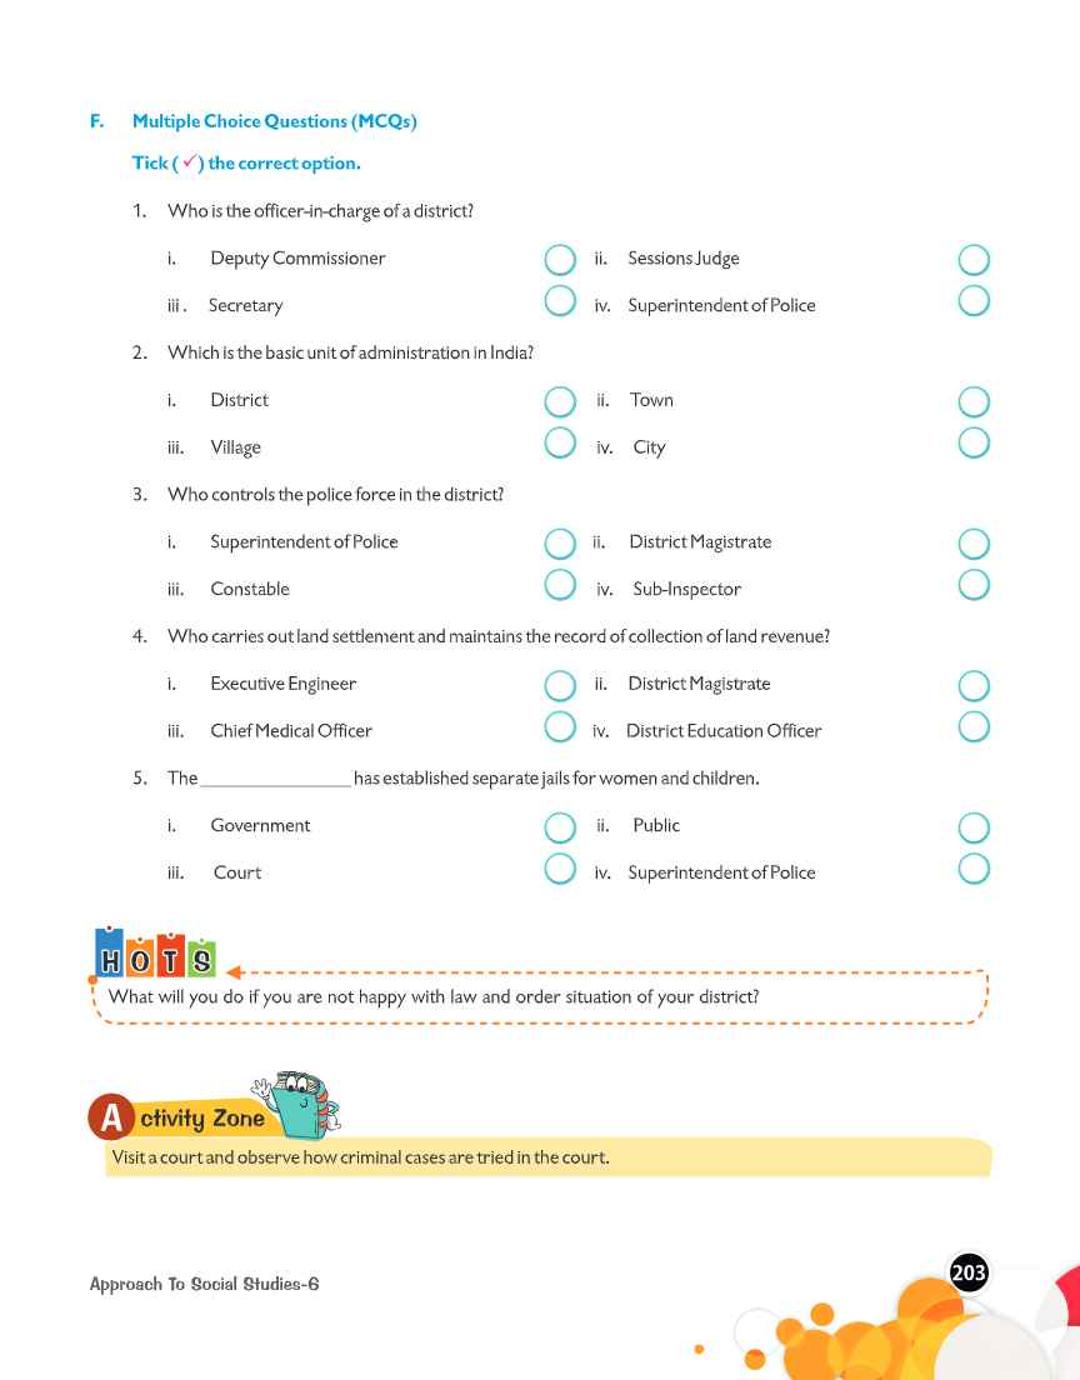 F. Multiple Choice Questions (MCQs)
Tick (✓) the correct option.
1. Who is the officer-in-charge of a district?
i. Deputy Commissioner ii. Sessions Judge
iii. Secretary iv. Superintendent of Police
2. Which is the basic unit of administration in India?
i. District ii. Town
iii. Village iv. City
3. Who controls the police force in the district?
i. Superintendent of Police ii. District Magistrate
iii. Constable iv. Sub-Inspector
4. Who carries out land settlement and maintains the record of collection of land revenue?
i. Executive Engineer ii. District Magistrate
iii. Chief Medical Officer iv. District Education Officer
5. The _______________ has established separate jails for women and children.
i. Government ii. Public
iii. Court iv. Superintendent of Police
HOTS
What will you do if you are not happy with law and order situation of your district?
Activity Zone
Visit a court and observe how criminal cases are tried in the court.
Approach To Social Studies-6
203